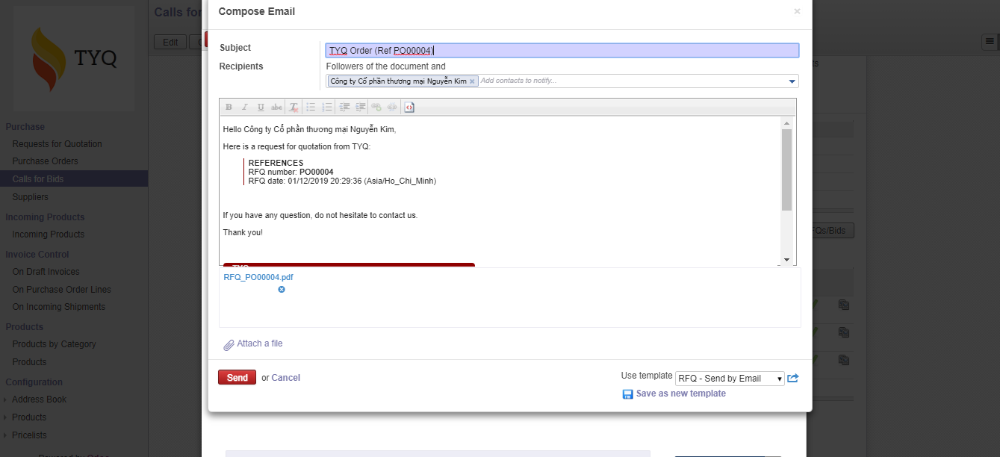 Compose Email
×
TYQ
Calls for
Edit
Subject
TYQ Order (Ref PO00004)
Recipients
Followers of the document and
Công ty Cổ phần thương mại Nguyễn Kim × Add contacts to notify...
B I U abc T
Hello Công ty Cổ phần thương mại Nguyễn Kim,
Here is a request for quotation from TYQ:
REFERENCES
RFQ number: PO00004
RFQ date: 01/12/2019 20:29:36 (Asia/Ho_Chi_Minh)
If you have any question, do not hesitate to contact us.
Thank you!
TYQ
RFQ_PO00004.pdf
Attach a file
Send or Cancel
Use template RFQ - Send by Email
Save as new template
Purchase
Requests for Quotation
Purchase Orders
Calls for Bids
Suppliers
Incoming Products
Incoming Products
Invoice Control
On Draft Invoices
On Purchase Order Lines
On Incoming Shipments
Products
Products by Category
Products
Configuration
Address Book
Products
Pricelists
Powered by Odoo
FQs/Bids